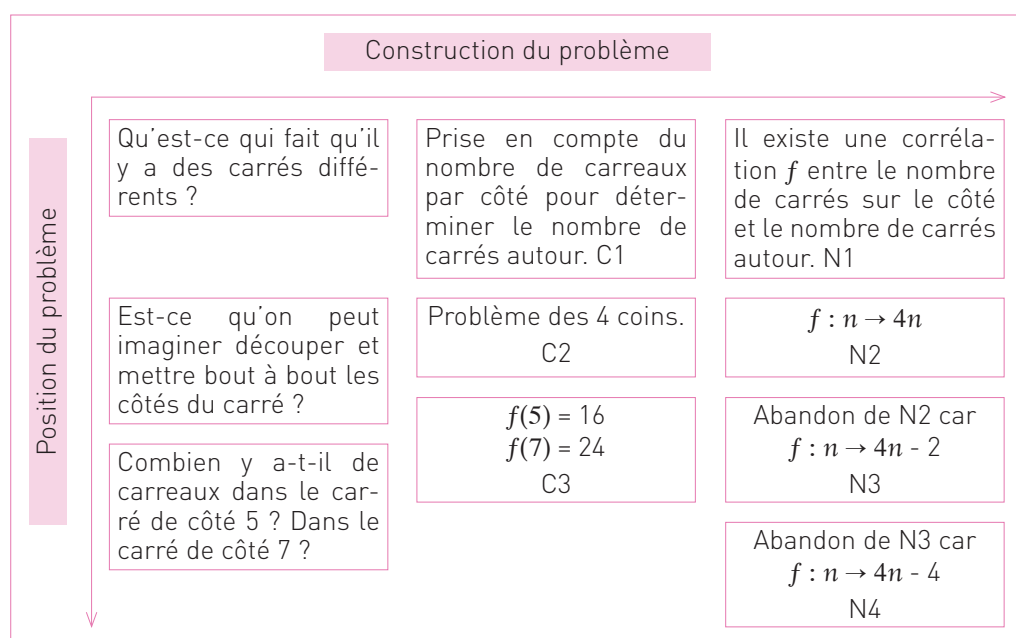 Construction du problème
Position du problème
Qu'est-ce qui fait qu'il
y a des carrés diffé-
rents ?
Prise en compte du
nombre de carreaux
par côté pour déter-
miner le nombre de
carrés autour. C1
Il existe une corréla-
tion f entre le nombre
de carrés sur le côté
et le nombre de carrés
autour. N1
Est-ce qu'on peut
imaginer découper et
mettre bout à bout les
côtés du carré ?
Problème des 4 coins.
C2
f : n → 4n
N2
Combien y a-t-il de
carreaux dans le car-
ré de côté 5 ? Dans le
carré de côté 7 ?
f(5) = 16
f(7) = 24
C3
Abandon de N2 car
f : n → 4n - 2
N3
Abandon de N3 car
f : n → 4n - 4
N4